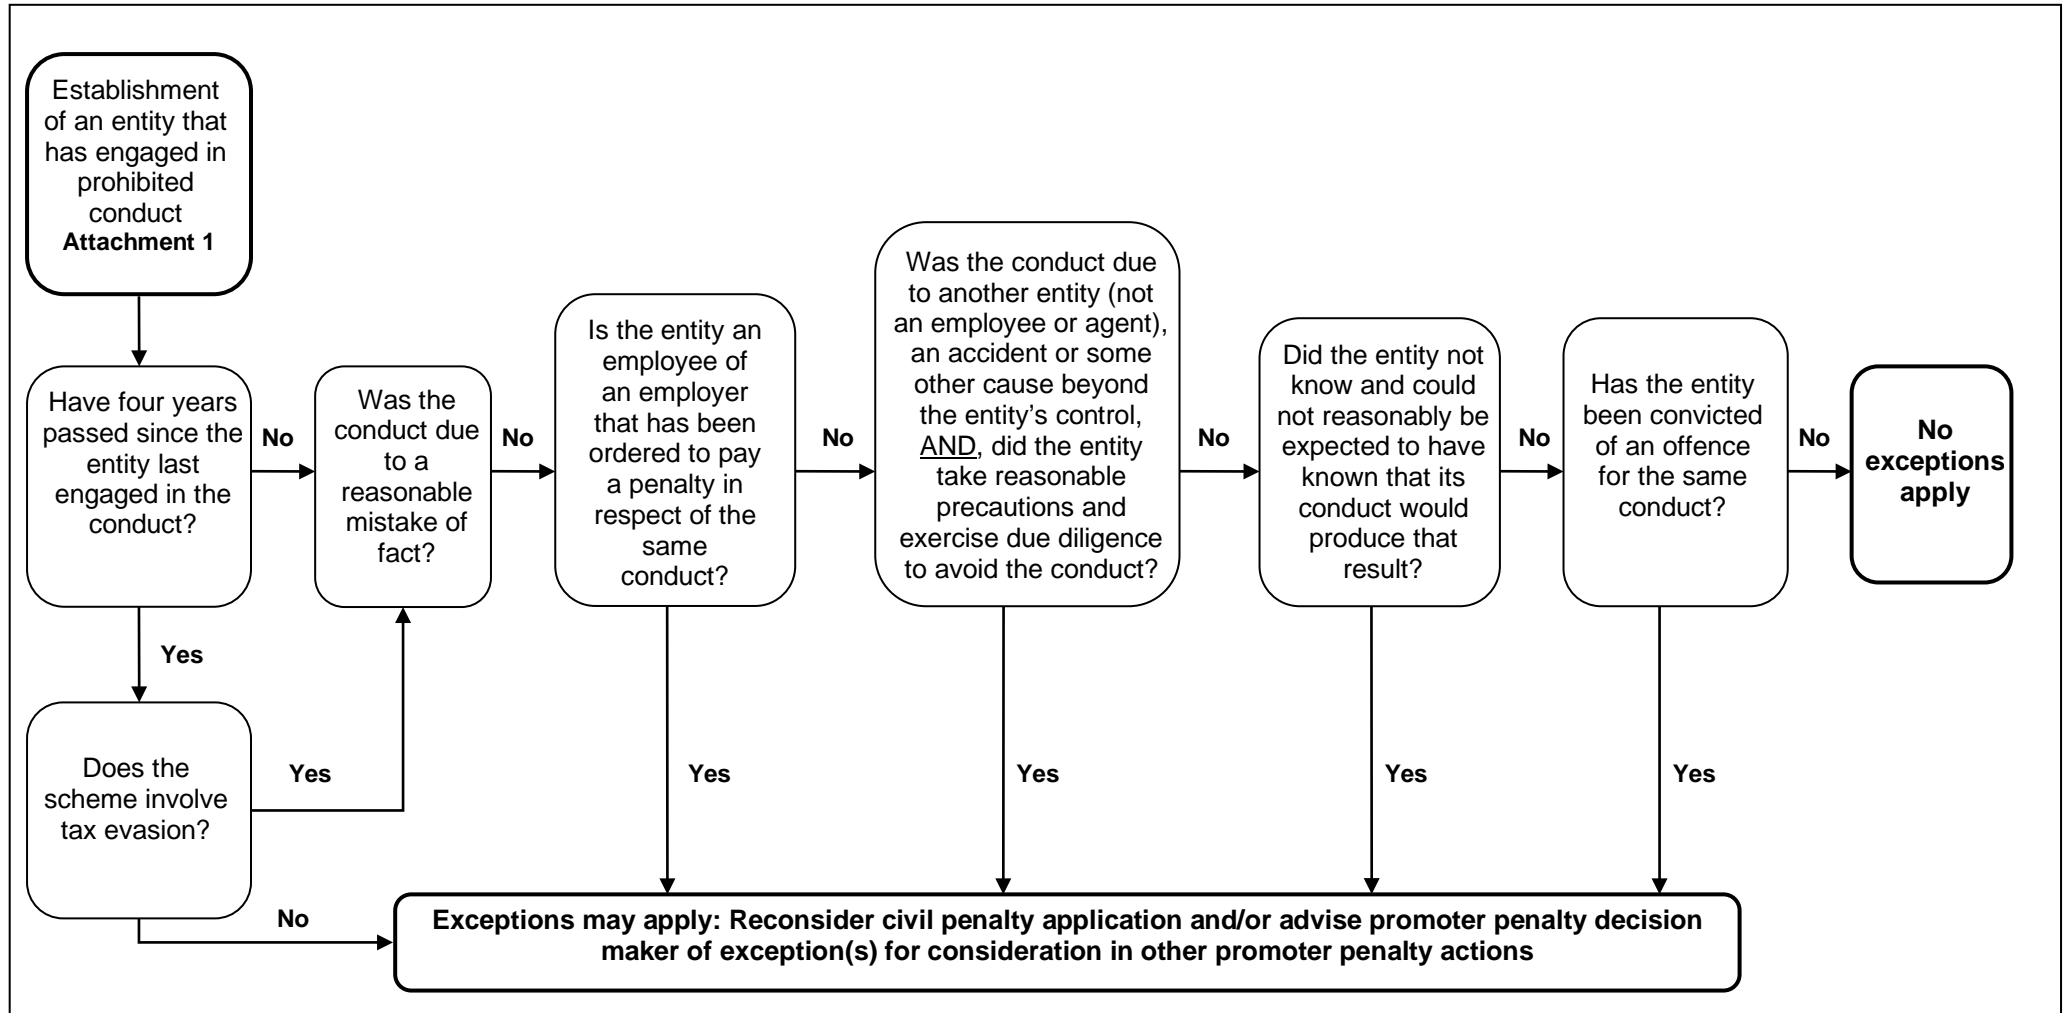 Establishment
of an entity that
has engaged in
prohibited
conduct
Attachment 1
Have four years
passed since the
entity last
engaged in the
conduct?
No
Was the
conduct due
to a
reasonable
mistake of
fact?
No
Is the entity an
employee of
an employer
that has been
ordered to pay
a penalty in
respect of the
same
conduct?
No
Was the conduct due
to another entity (not
an employee or agent),
an accident or some
other cause beyond
the entity's control,
AND, did the entity
take reasonable
precautions and
exercise due diligence
to avoid the conduct?
No
Did the entity not
know and could
not reasonably be
expected to have
known that its
conduct would
produce that
result?
No
Has the entity
been convicted
of an offence
for the same
conduct?
No
No
exceptions
apply
Yes
Does the
scheme involve
tax evasion?
Yes
Yes
Yes
Yes
Yes
No
Exceptions may apply: Reconsider civil penalty application and/or advise promoter penalty decision
maker of exception(s) for consideration in other promoter penalty actions